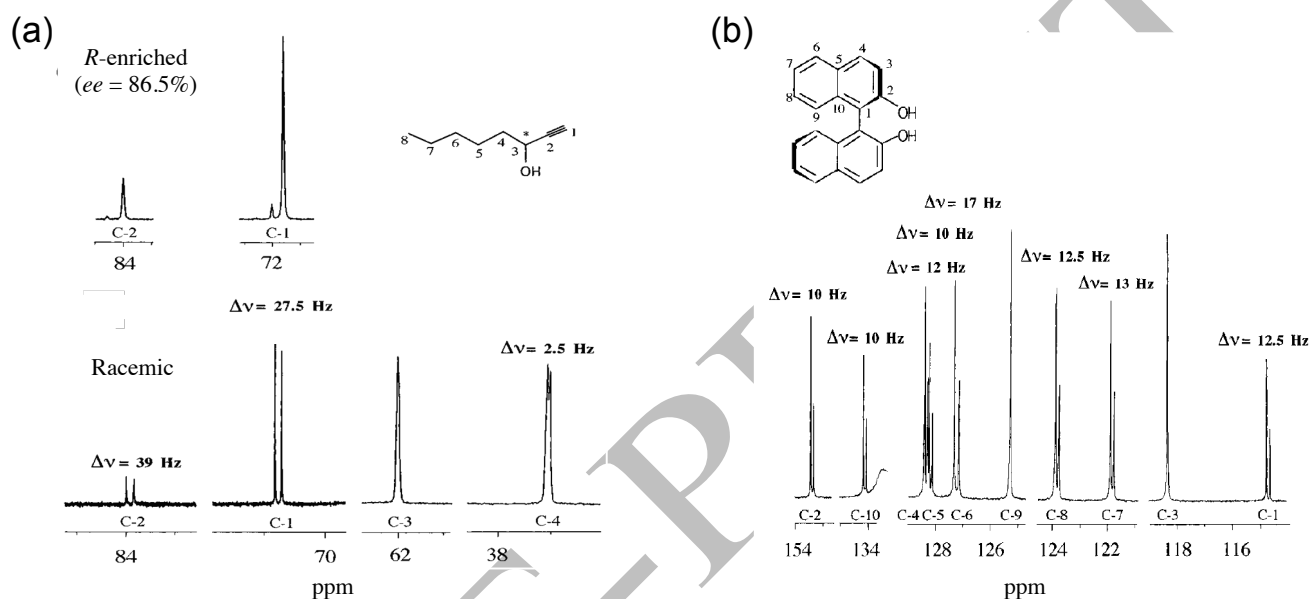 (a)
R-enriched
(ee = 86.5%)
8
7
6
5
4
3
*
2
1
OH
C-2
C-1
84
72
Δν = 27.5 Hz
Racemic
Δν = 2.5 Hz
Δν = 39 Hz
C-2
C-1
C-3
C-4
84
70
62
38
ppm
(b)
6
4
7
5
3
8
2
10
1
OH
9
OH
Δν = 17 Hz
Δν = 10 Hz
Δν = 12 Hz
Δν = 12.5 Hz
Δν = 10 Hz
Δν = 13 Hz
Δν = 10 Hz
Δν = 12.5 Hz
C-2
C-10
C-4
C-5
C-6
C-9
C-8
C-7
C-3
C-1
154
134
128
126
124
122
118
116
ppm